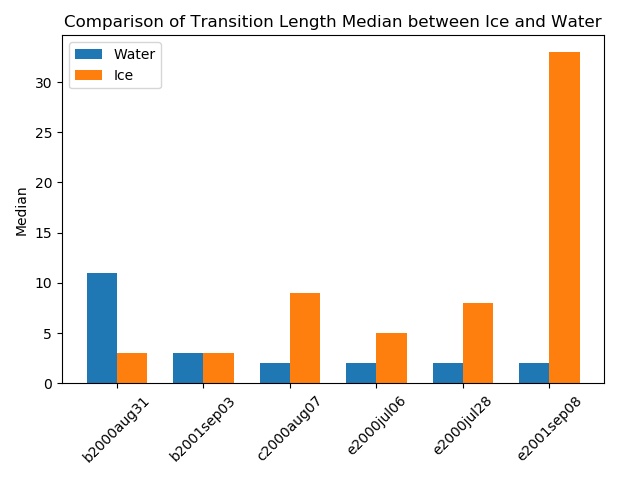 Comparison of Transition Length Median between Ice and Water
Water
Ice
Median
30
25
20
15
10
5
0
b2000aug31
b2001sep03
c2000aug07
e2000jul06
e2000jul28
e2001sep08